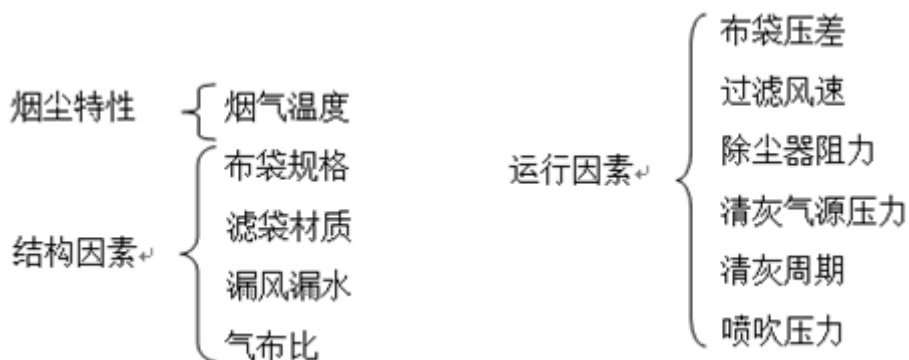 烟尘特性
烟气温度
结构因素
布袋规格
滤袋材质
漏风漏水
气布比
运行因素
布袋压差
过滤风速
除尘器阻力
清灰气源压力
清灰周期
喷吹压力